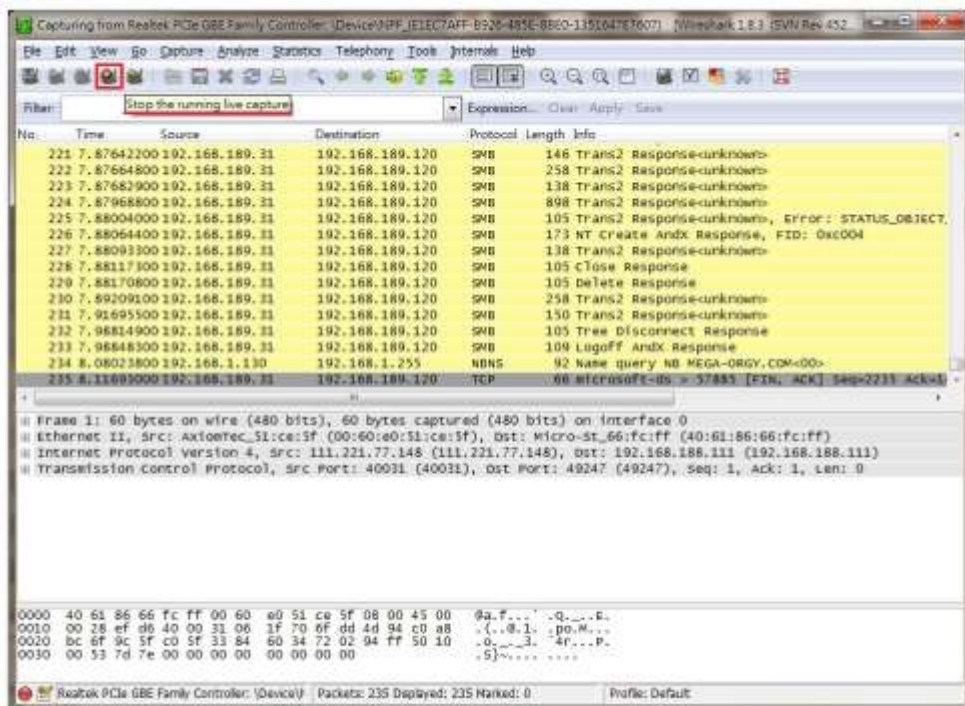 Capturing from Realtek PCIe GBE Family Controller: [Wireshark 1.8.3 (SVN Rev 452
File Edit View Go Capture Analyze Statistics Telephony Tools Internals Help
Filter: Expression... Clear Apply Save
Stop the running live capture
No. Time Source Destination Protocol Length Info
221 7.87642200 192.168.189.31 192.168.189.120 SMB 146 Trans2 Response<unknown>
222 7.87664800 192.168.189.31 192.168.189.120 SMB 258 Trans2 Response<unknown>
223 7.87682900 192.168.189.31 192.168.189.120 SMB 138 Trans2 Response<unknown>
224 7.87968800 192.168.189.31 192.168.189.120 SMB 898 Trans2 Response<unknown>
225 7.88004000 192.168.189.31 192.168.189.120 SMB 105 Trans2 Response<unknown>, Error: STATUS_OBJECT_
226 7.88064400 192.168.189.31 192.168.189.120 SMB 173 NT Create AndX Response, FID: 0xc004
227 7.88093300 192.168.189.31 192.168.189.120 SMB 138 Trans2 Response<unknown>
228 7.88117300 192.168.189.31 192.168.189.120 SMB 105 Close Response
229 7.88170800 192.168.189.31 192.168.189.120 SMB 105 Delete Response
230 7.89209100 192.168.189.31 192.168.189.120 SMB 258 Trans2 Response<unknown>
231 7.91695500 192.168.189.31 192.168.189.120 SMB 150 Trans2 Response<unknown>
232 7.98814900 192.168.189.31 192.168.189.120 SMB 105 Tree Disconnect Response
233 7.98848300 192.168.189.31 192.168.189.120 SMB 109 Logoff AndX Response
234 8.08023800 192.168.1.130 192.168.1.255 NBNS 92 Name query NB MEGA-ORGY.COM<00>
235 8.11693000 192.168.189.31 192.168.189.120 TCP 66 microsoft-ds > 57885 [FIN, ACK] Seq=2235
Frame 1: 60 bytes on wire (480 bits), 60 bytes captured (480 bits) on interface 0
Ethernet II, Src: AxiomTec_51:ce:5f (00:60:e0:51:ce:5f), Dst: Micro-St_66:fc:ff (40:61:86:66:fc:ff)
Internet Protocol Version 4, Src: 111.221.77.148 (111.221.77.148), Dst: 192.168.188.111 (192.168.188.111)
Transmission Control Protocol, Src Port: 40031 (40031), Dst Port: 49247 (49247), Seq: 1, Ack: 1, Len: 0
0000 40 61 86 66 fc ff 00 60 e0 51 ce 5f 08 00 45 00 @a.f...` .Q._..E.
0010 00 28 ef d6 40 00 31 06 1f 70 6f dd 4d 94 c0 a8 .(..@.1. .po.M...
0020 bc 6f 9c 5f c0 5f 33 84 60 34 72 02 94 ff 50 10 .o._._3. `4r...P.
0030 00 53 7d 7e 00 00 00 00 00 00 00 00 .S}~.... ....
Realtek PCIe GBE Family Controller: \Device\ Packets: 235 Displayed: 235 Marked: 0 Profile: Default